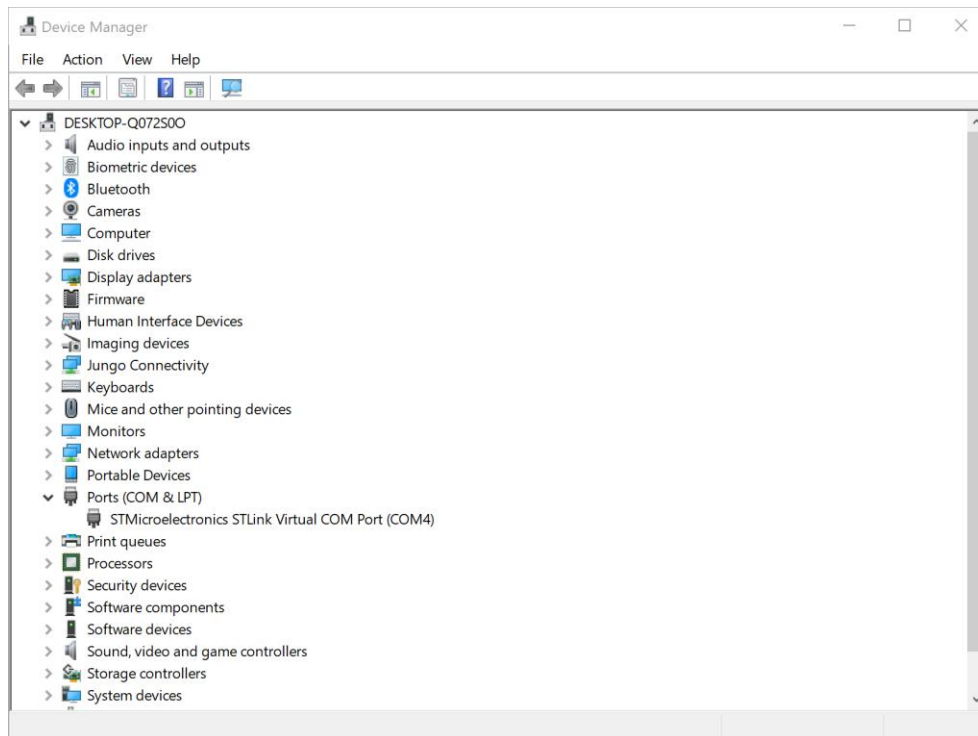 Device Manager
File Action View Help
DESKTOP-Q072S0O
Audio inputs and outputs
Biometric devices
Bluetooth
Cameras
Computer
Disk drives
Display adapters
Firmware
Human Interface Devices
Imaging devices
Jungo Connectivity
Keyboards
Mice and other pointing devices
Monitors
Network adapters
Portable Devices
Ports (COM & LPT)
STMicroelectronics STLink Virtual COM Port (COM4)
Print queues
Processors
Security devices
Software components
Software devices
Sound, video and game controllers
Storage controllers
System devices